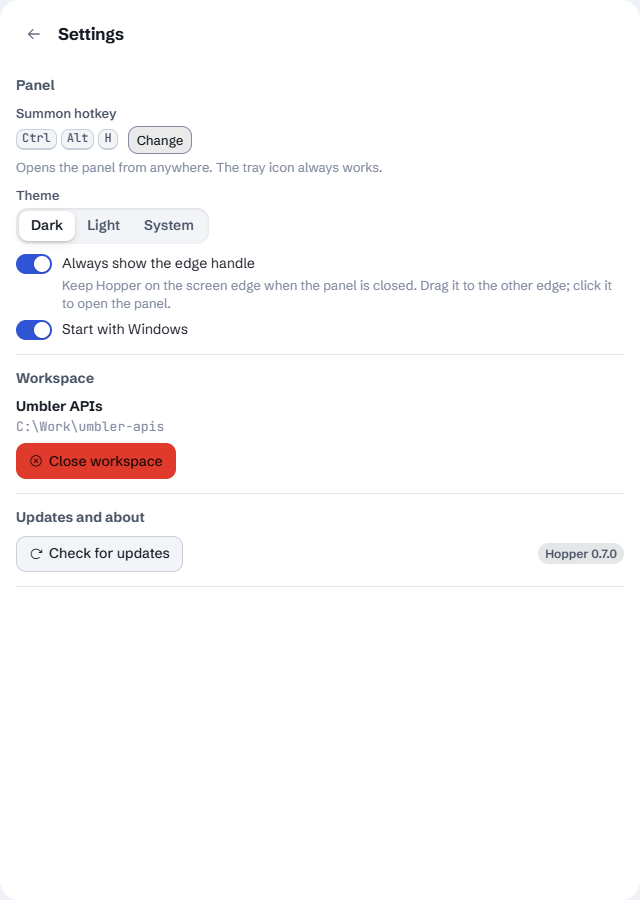 Settings
Panel
Summon hotkey
Ctrl Alt H Change
Opens the panel from anywhere. The tray icon always works.
Theme
Dark Light System
Always show the edge handle
Keep Hopper on the screen edge when the panel is closed. Drag it to the other edge; click it
to open the panel.
Start with Windows
Workspace
Umbler APIs
C:\Work\umbler-apis
Close workspace
Updates and about
Check for updates Hopper 0.7.0